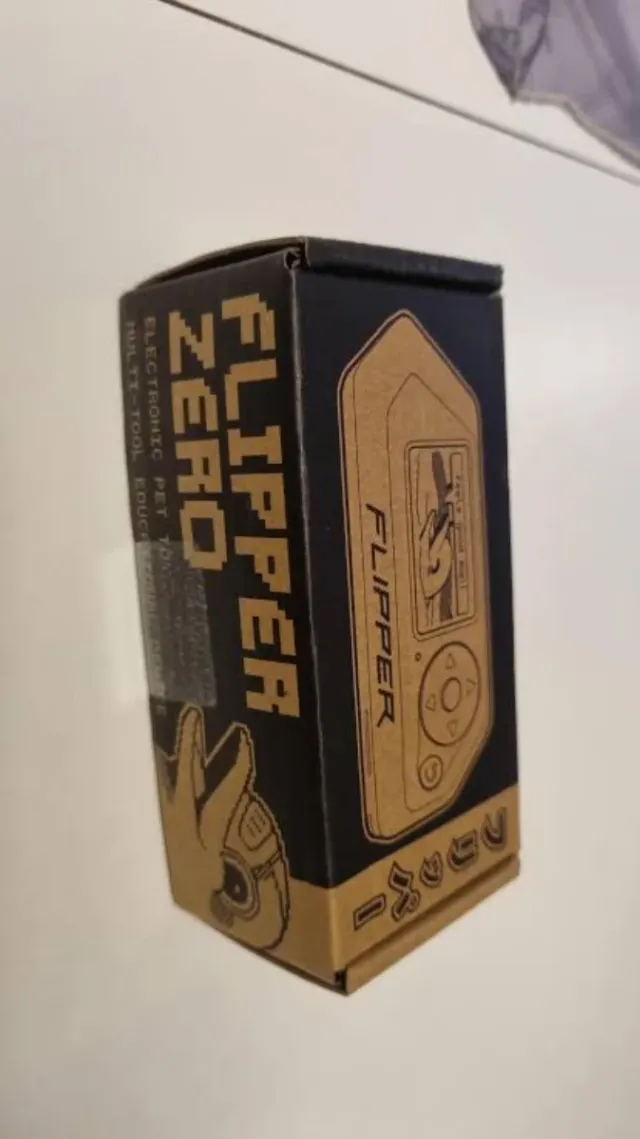 FLIPPER
ZERO
ELECTRONIC PET
MULTI-TOOL
FLIPPER
フリッパー